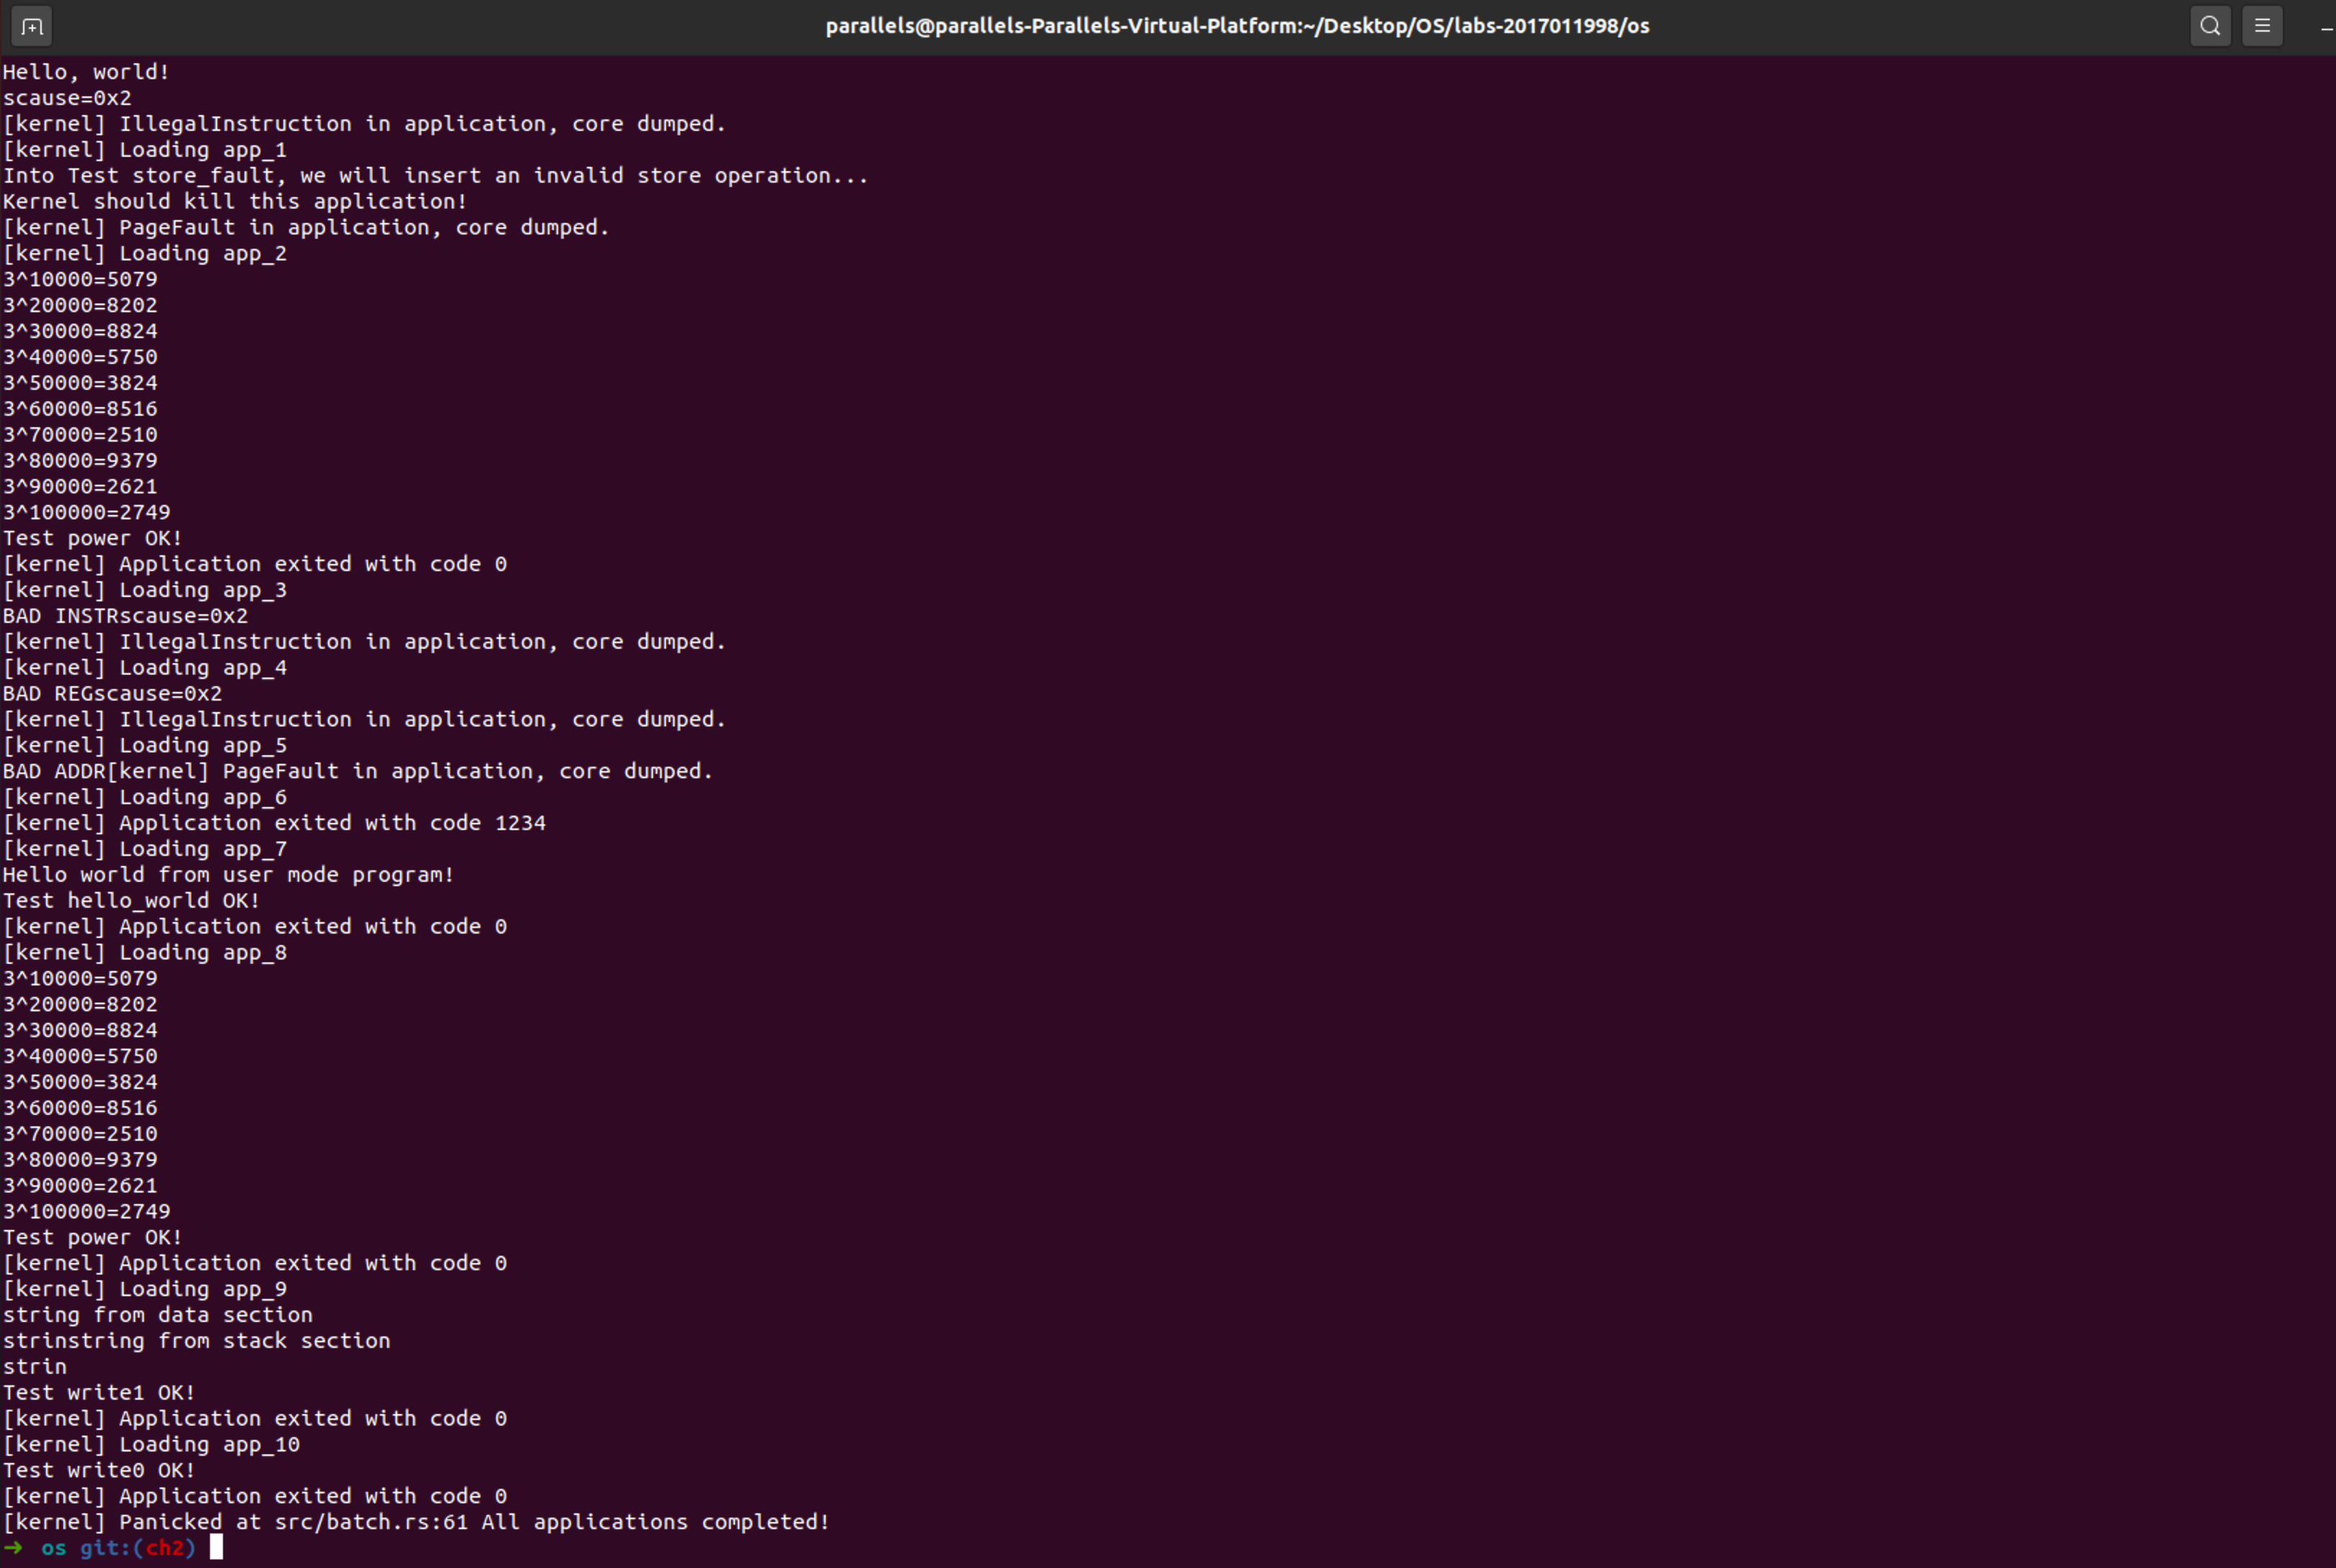 parallels@parallels-Parallels-Virtual-Platform:~/Desktop/OS/labs-2017011998/os
Hello, world!
scause=0x2
[kernel] IllegalInstruction in application, core dumped.
[kernel] Loading app_1
Into Test store_fault, we will insert an invalid store operation...
Kernel should kill this application!
[kernel] PageFault in application, core dumped.
[kernel] Loading app_2
3^10000=5079
3^20000=8202
3^30000=8824
3^40000=5750
3^50000=3824
3^60000=8516
3^70000=2510
3^80000=9379
3^90000=2621
3^100000=2749
Test power OK!
[kernel] Application exited with code 0
[kernel] Loading app_3
BAD INSTRscause=0x2
[kernel] IllegalInstruction in application, core dumped.
[kernel] Loading app_4
BAD REGscause=0x2
[kernel] IllegalInstruction in application, core dumped.
[kernel] Loading app_5
BAD ADDR[kernel] PageFault in application, core dumped.
[kernel] Loading app_6
[kernel] Application exited with code 1234
[kernel] Loading app_7
Hello world from user mode program!
Test hello_world OK!
[kernel] Application exited with code 0
[kernel] Loading app_8
3^10000=5079
3^20000=8202
3^30000=8824
3^40000=5750
3^50000=3824
3^60000=8516
3^70000=2510
3^80000=9379
3^90000=2621
3^100000=2749
Test power OK!
[kernel] Application exited with code 0
[kernel] Loading app_9
string from data section
strinstring from stack section
strin
Test write1 OK!
[kernel] Application exited with code 0
[kernel] Loading app_10
Test write0 OK!
[kernel] Application exited with code 0
[kernel] Panicked at src/batch.rs:61 All applications completed!
➜ os git:(ch2)